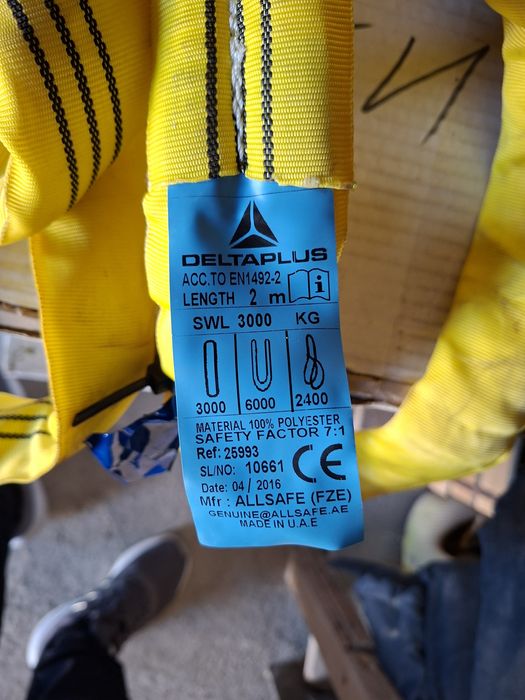 DELTAPLUS
ACC.TO EN1492-2
LENGTH 2 m i
SWL 3000 KG
3000 6000 2400
MATERIAL 100% POLYESTER
SAFETY FACTOR 7:1
Ref: 25993
SL/NO: 10661 CE
Date: 04 / 2016
Mfr : ALLSAFE (FZE)
GENUINE@ALLSAFE.AE
MADE IN U.A.E